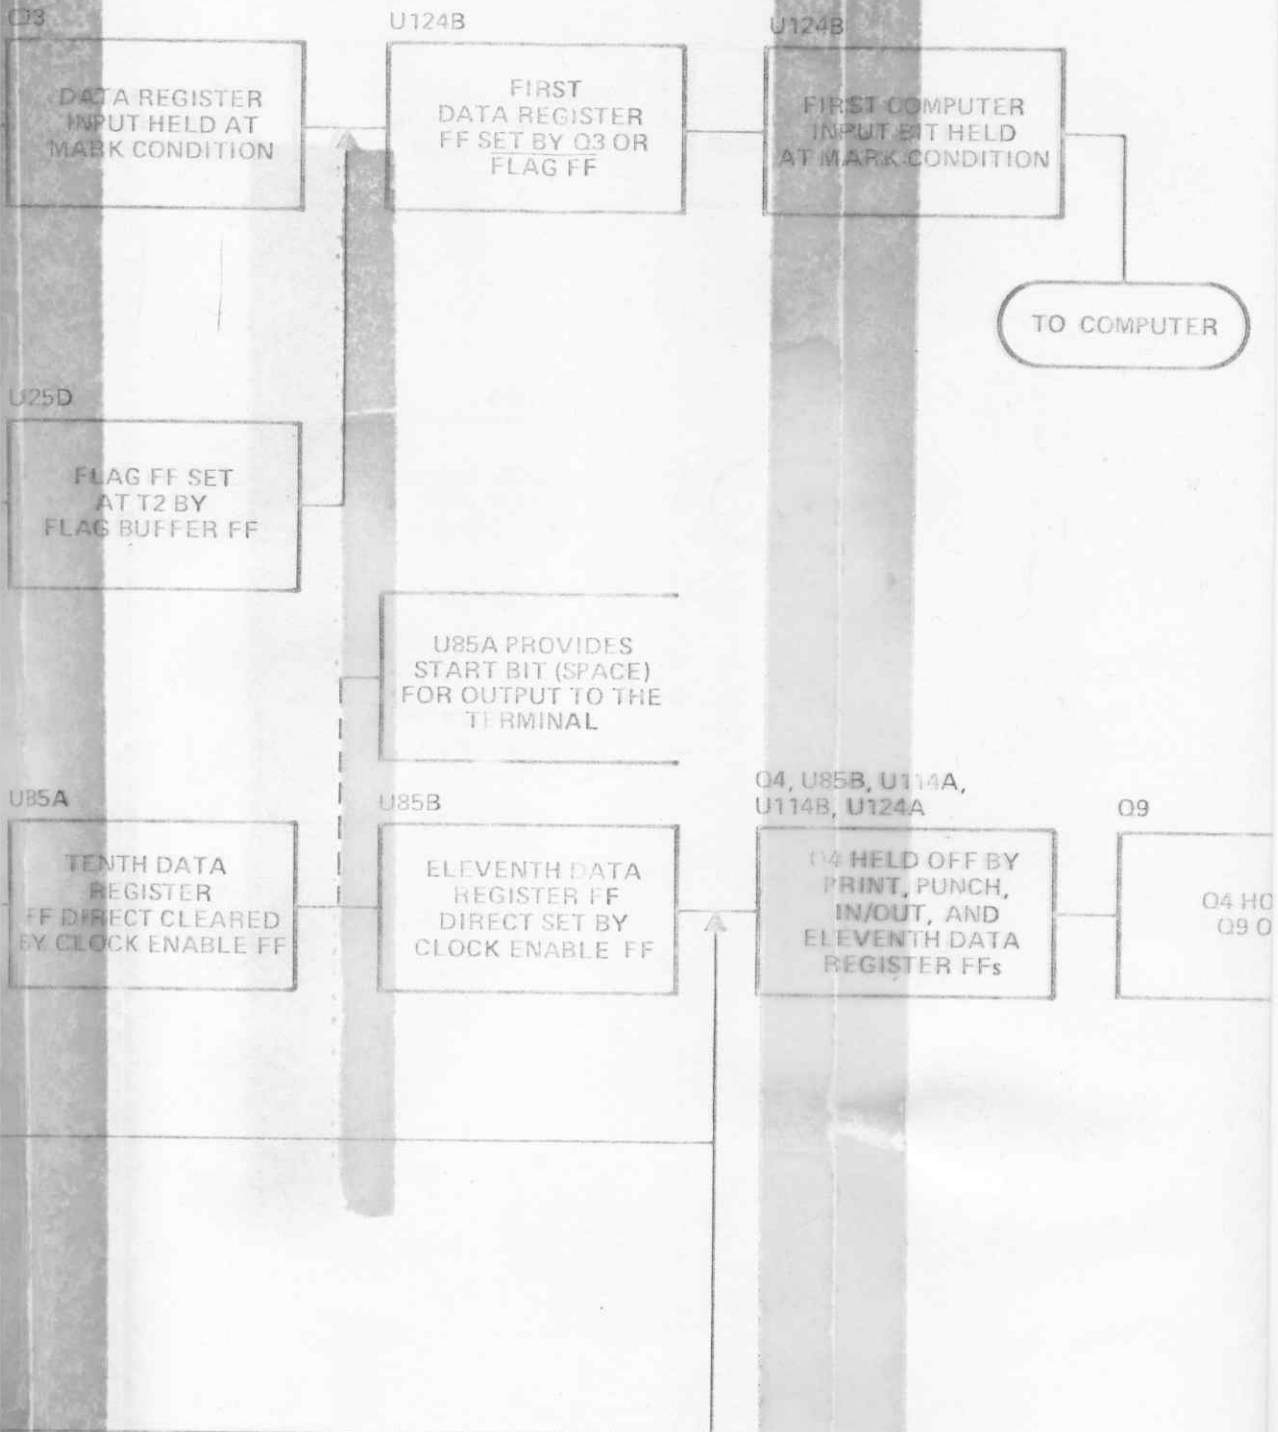 Q3
DATA REGISTER
INPUT HELD AT
MARK CONDITION
U124B
FIRST
DATA REGISTER
FF SET BY Q3 OR
FLAG FF
U124B
FIRST COMPUTER
INPUT BIT HELD
AT MARK CONDITION
TO COMPUTER
U25D
FLAG FF SET
AT T2 BY
FLAG BUFFER FF
U85A PROVIDES
START BIT (SPACE)
FOR OUTPUT TO THE
TERMINAL
U85A
TENTH DATA
REGISTER
FF DIRECT CLEARED
BY CLOCK ENABLE FF
U85B
ELEVENTH DATA
REGISTER FF
DIRECT SET BY
CLOCK ENABLE FF
Q4, U85B, U114A,
U114B, U124A
Q4 HELD OFF BY
PRINT, PUNCH,
IN/OUT, AND
ELEVENTH DATA
REGISTER FFs
Q9
Q4 HO
Q9 O